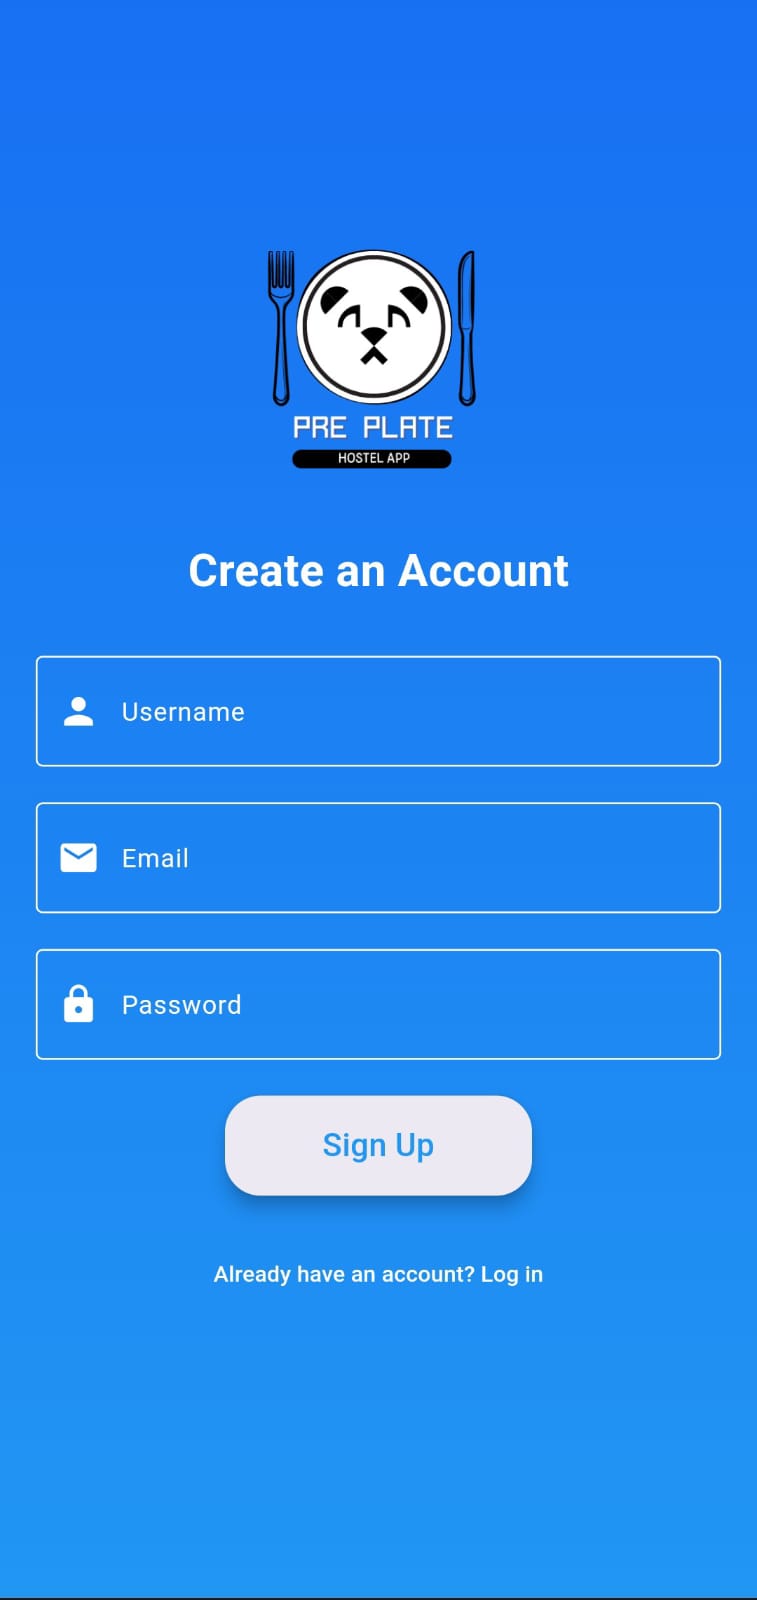 PRE PLATE
HOSTEL APP
Create an Account
Username
Email
Password
Sign Up
Already have an account? Log in